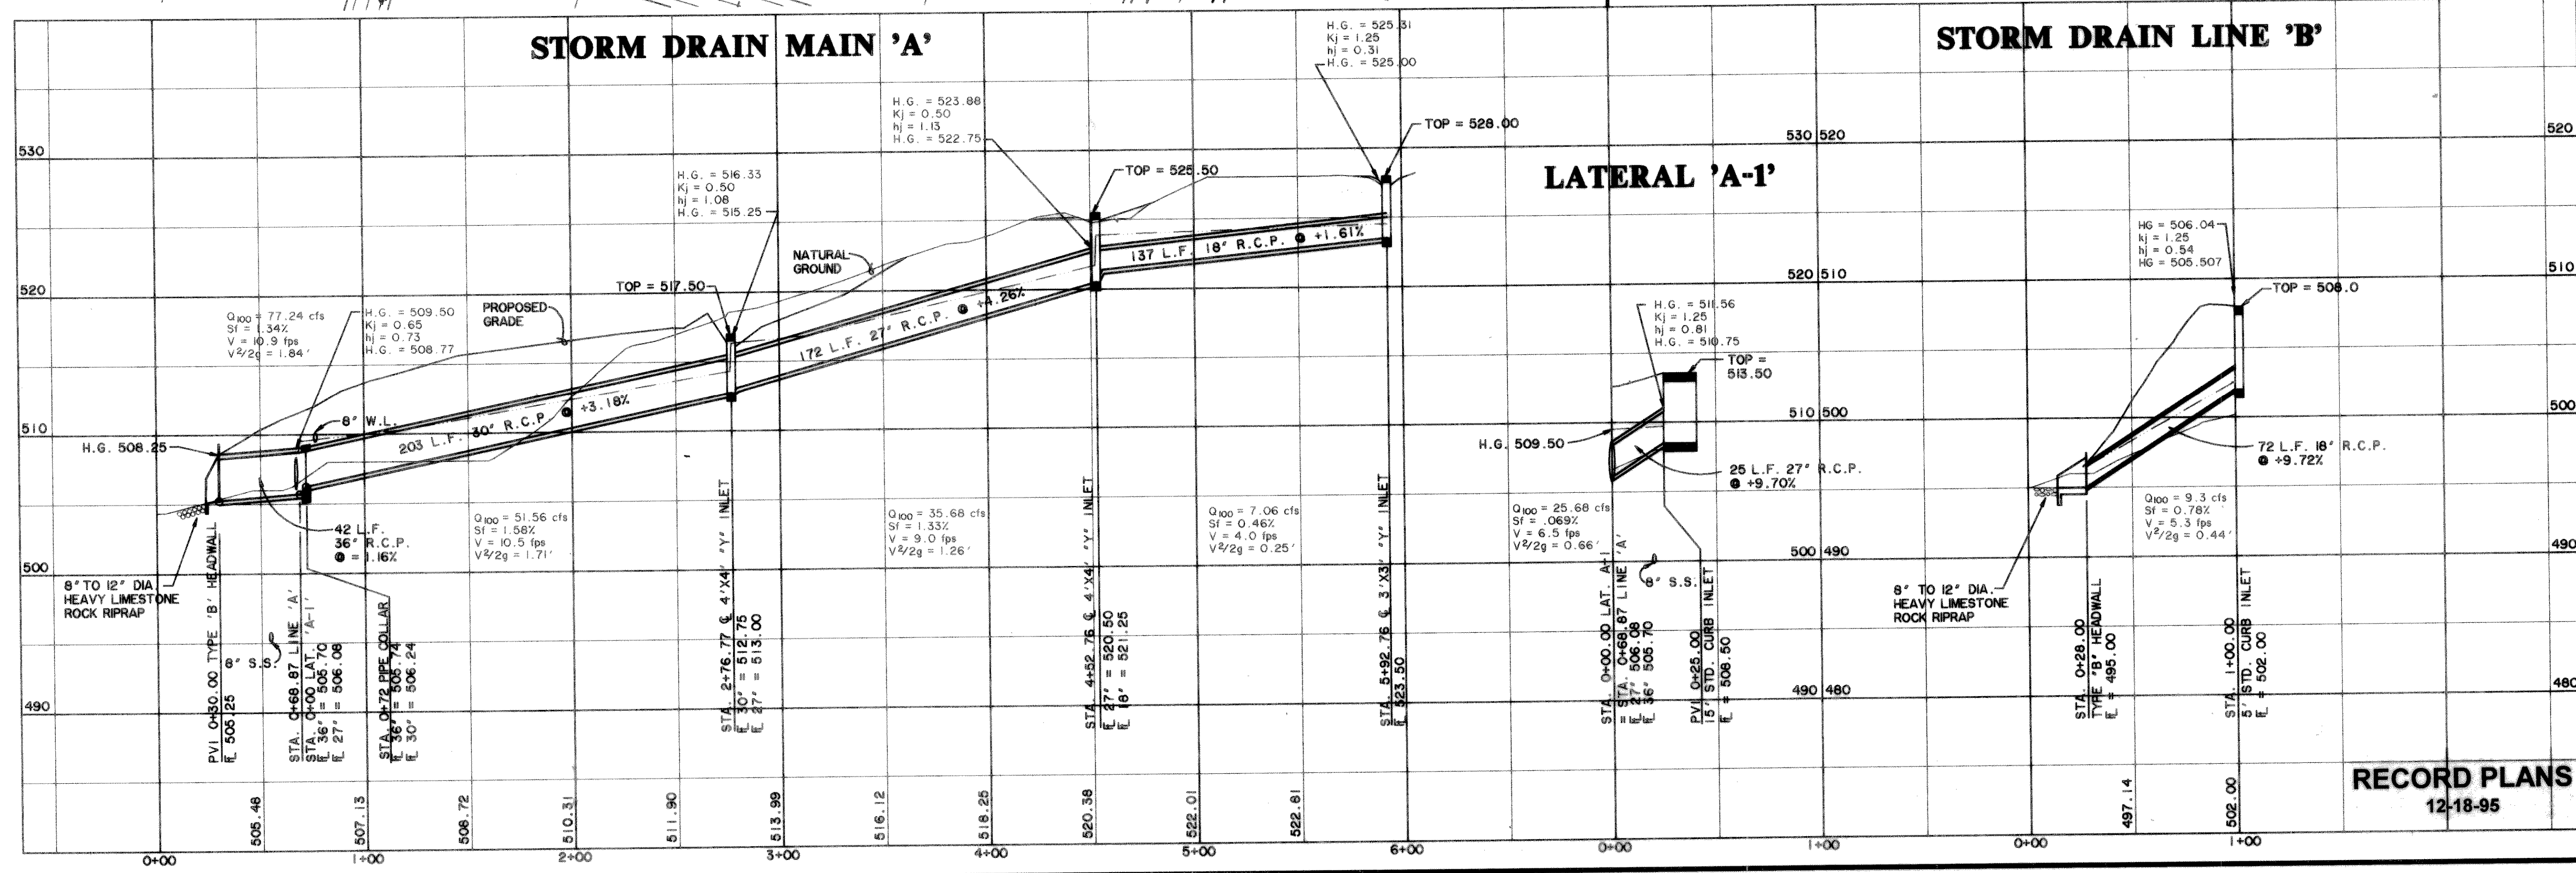 STORM DRAIN MAIN 'A'
STORM DRAIN LINE 'B'
LATERAL 'A-1'
H.G. = 525.31
Kj = 1.25
hj = 0.31
H.G. = 525.00
TOP = 528.00
H.G. = 523.88
Kj = 0.50
hj = 1.13
H.G. = 522.75
TOP = 525.50
H.G. = 516.33
Kj = 0.50
hj = 1.08
H.G. = 515.25
NATURAL
GROUND
TOP = 517.50
PROPOSED
GRADE
Q100 = 77.24 cfs
Sf = 1.34%
V = 10.9 fps
V²/2g = 1.84'
H.G. = 509.50
Kj = 0.65
hj = 0.73
H.G. = 508.77
8" W.L.
H.G. 508.25
203 L.F. 30" R.C.P. @ +3.18%
172 L.F. 27" R.C.P. @ +4.26%
137 L.F. 18" R.C.P. @ +1.61%
42 L.F.
36" R.C.P.
@ = 1.16%
Q100 = 51.56 cfs
Sf = 1.58%
V = 10.5 fps
V²/2g = 1.71'
Q100 = 35.68 cfs
Sf = 1.33%
V = 9.0 fps
V²/2g = 1.26'
Q100 = 7.06 cfs
Sf = 0.46%
V = 4.0 fps
V²/2g = 0.25'
8" TO 12" DIA.
HEAVY LIMESTONE
ROCK RIPRAP
8" S.S.
PVI 0+30.00 TYPE 'B' HEADWALL
FL 505.25
STA. 0+68.87 LINE 'A'
STA. 0+00 LAT. 'A-1'
FL 36" = 505.70
FL 27" = 506.08
STA. 0+72 PIPE COLLAR
FL 36" = 505.74
FL 30" = 506.24
STA. 2+76.77 CL 4'X4' "Y" INLET
FL 30" = 512.75
FL 27" = 513.00
STA. 4+52.76 CL 4'X4' "Y" INLET
FL 27" = 520.50
FL 18" = 521.25
STA. 5+92.76 CL 3'X3' "Y" INLET
FL 523.50
H.G. = 511.56
Kj = 1.25
hj = 0.81
H.G. = 510.75
TOP =
513.50
H.G. 509.50
25 L.F. 27" R.C.P.
@ +9.70%
Q100 = 25.68 cfs
Sf = .069%
V = 6.5 fps
V²/2g = 0.66'
8" S.S.
STA. 0+00.00 LAT. A-1
= STA. 0+68.87 LINE 'A'
FL 27" 506.08
FL 36" 505.70
PVI 0+25.00
15' STD. CURB INLET
FL = 508.50
HG = 506.04
kj = 1.25
hj = 0.54
HG = 505.507
TOP = 508.0
72 L.F. 18" R.C.P.
@ +9.72%
Q100 = 9.3 cfs
Sf = 0.78%
V = 5.3 fps
V²/2g = 0.44'
8" TO 12" DIA.
HEAVY LIMESTONE
ROCK RIPRAP
STA. 0+28.00
TYPE "B" HEADWALL
FL = 495.00
STA. 1+00.00
5' STD. CURB INLET
FL = 502.00
530
520
510
500
490
530 520
520 510
510 500
500 490
490 480
520
510
500
490
480
505.48
507.13
508.72
510.31
511.90
513.99
516.12
518.25
520.38
522.01
522.81
497.14
502.00
0+00
1+00
2+00
3+00
4+00
5+00
6+00
0+00
1+00
0+00
1+00
RECORD PLANS
12-18-95